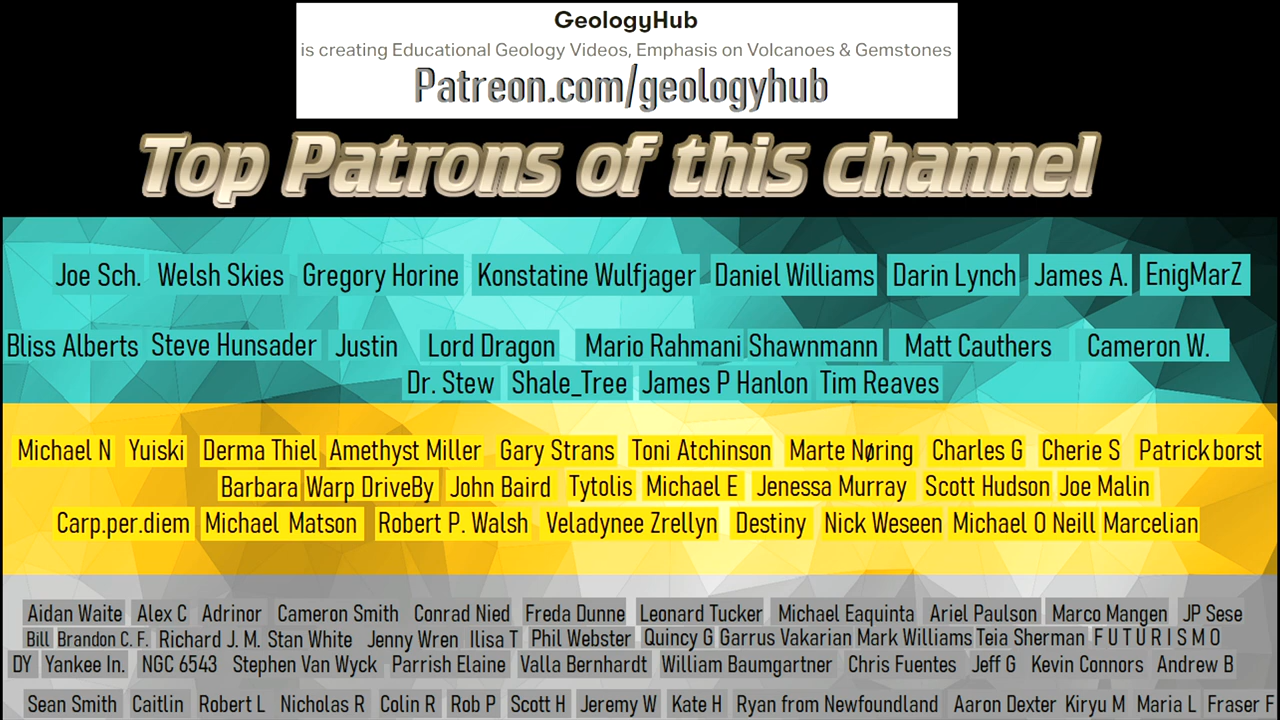 GeologyHub
is creating Educational Geology Videos, Emphasis on Volcanoes & Gemstones
Patreon.com/geologyhub
Top Patrons of this channel
Joe Sch. Welsh Skies Gregory Horine Konstatine Wulfjager Daniel Williams Darin Lynch James A. EnigMarZ
Bliss Alberts Steve Hunsader Justin Lord Dragon Mario Rahmani Shawnmann Matt Cauthers Cameron W.
Dr. Stew Shale_Tree James P Hanlon Tim Reaves
Michael N Yuiski Derma Thiel Amethyst Miller Gary Strans Toni Atchinson Marte Nøring Charles G Cherie S Patrick borst
Barbara Warp DriveBy John Baird Tytolis Michael E Jenessa Murray Scott Hudson Joe Malin
Carp.per.diem Michael Matson Robert P. Walsh Veladynee Zrellyn Destiny Nick Weseen Michael O Neill Marcelian
Aidan Waite Alex C Adrinor Cameron Smith Conrad Nied Freda Dunne Leonard Tucker Michael Eaquinta Ariel Paulson Marco Mangen JP Sese
Bill Brandon C. F. Richard J. M. Stan White Jenny Wren Ilisa T Phil Webster Quincy G Garrus Vakarian Mark Williams Teia Sherman F U T U R I S M O
DY Yankee In. NGC 6543 Stephen Van Wyck Parrish Elaine Valla Bernhardt William Baumgartner Chris Fuentes Jeff G Kevin Connors Andrew B
Sean Smith Caitlin Robert L Nicholas R Colin R Rob P Scott H Jeremy W Kate H Ryan from Newfoundland Aaron Dexter Kiryu M Maria L Fraser F